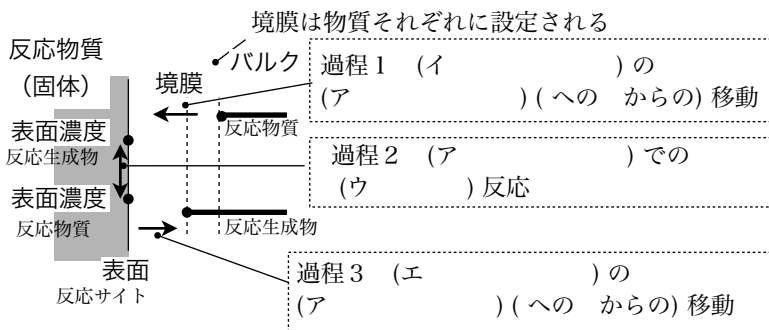 境膜は物質それぞれに設定される
反応物質
(固体)
境膜
バルク
過程1 (イ ) の
(ア ) ( への からの) 移動
反応物質
表面濃度
反応生成物
過程2 (ア ) での
(ウ ) 反応
表面濃度
反応物質
反応生成物
表面
反応サイト
過程3 (エ ) の
(ア ) ( への からの) 移動